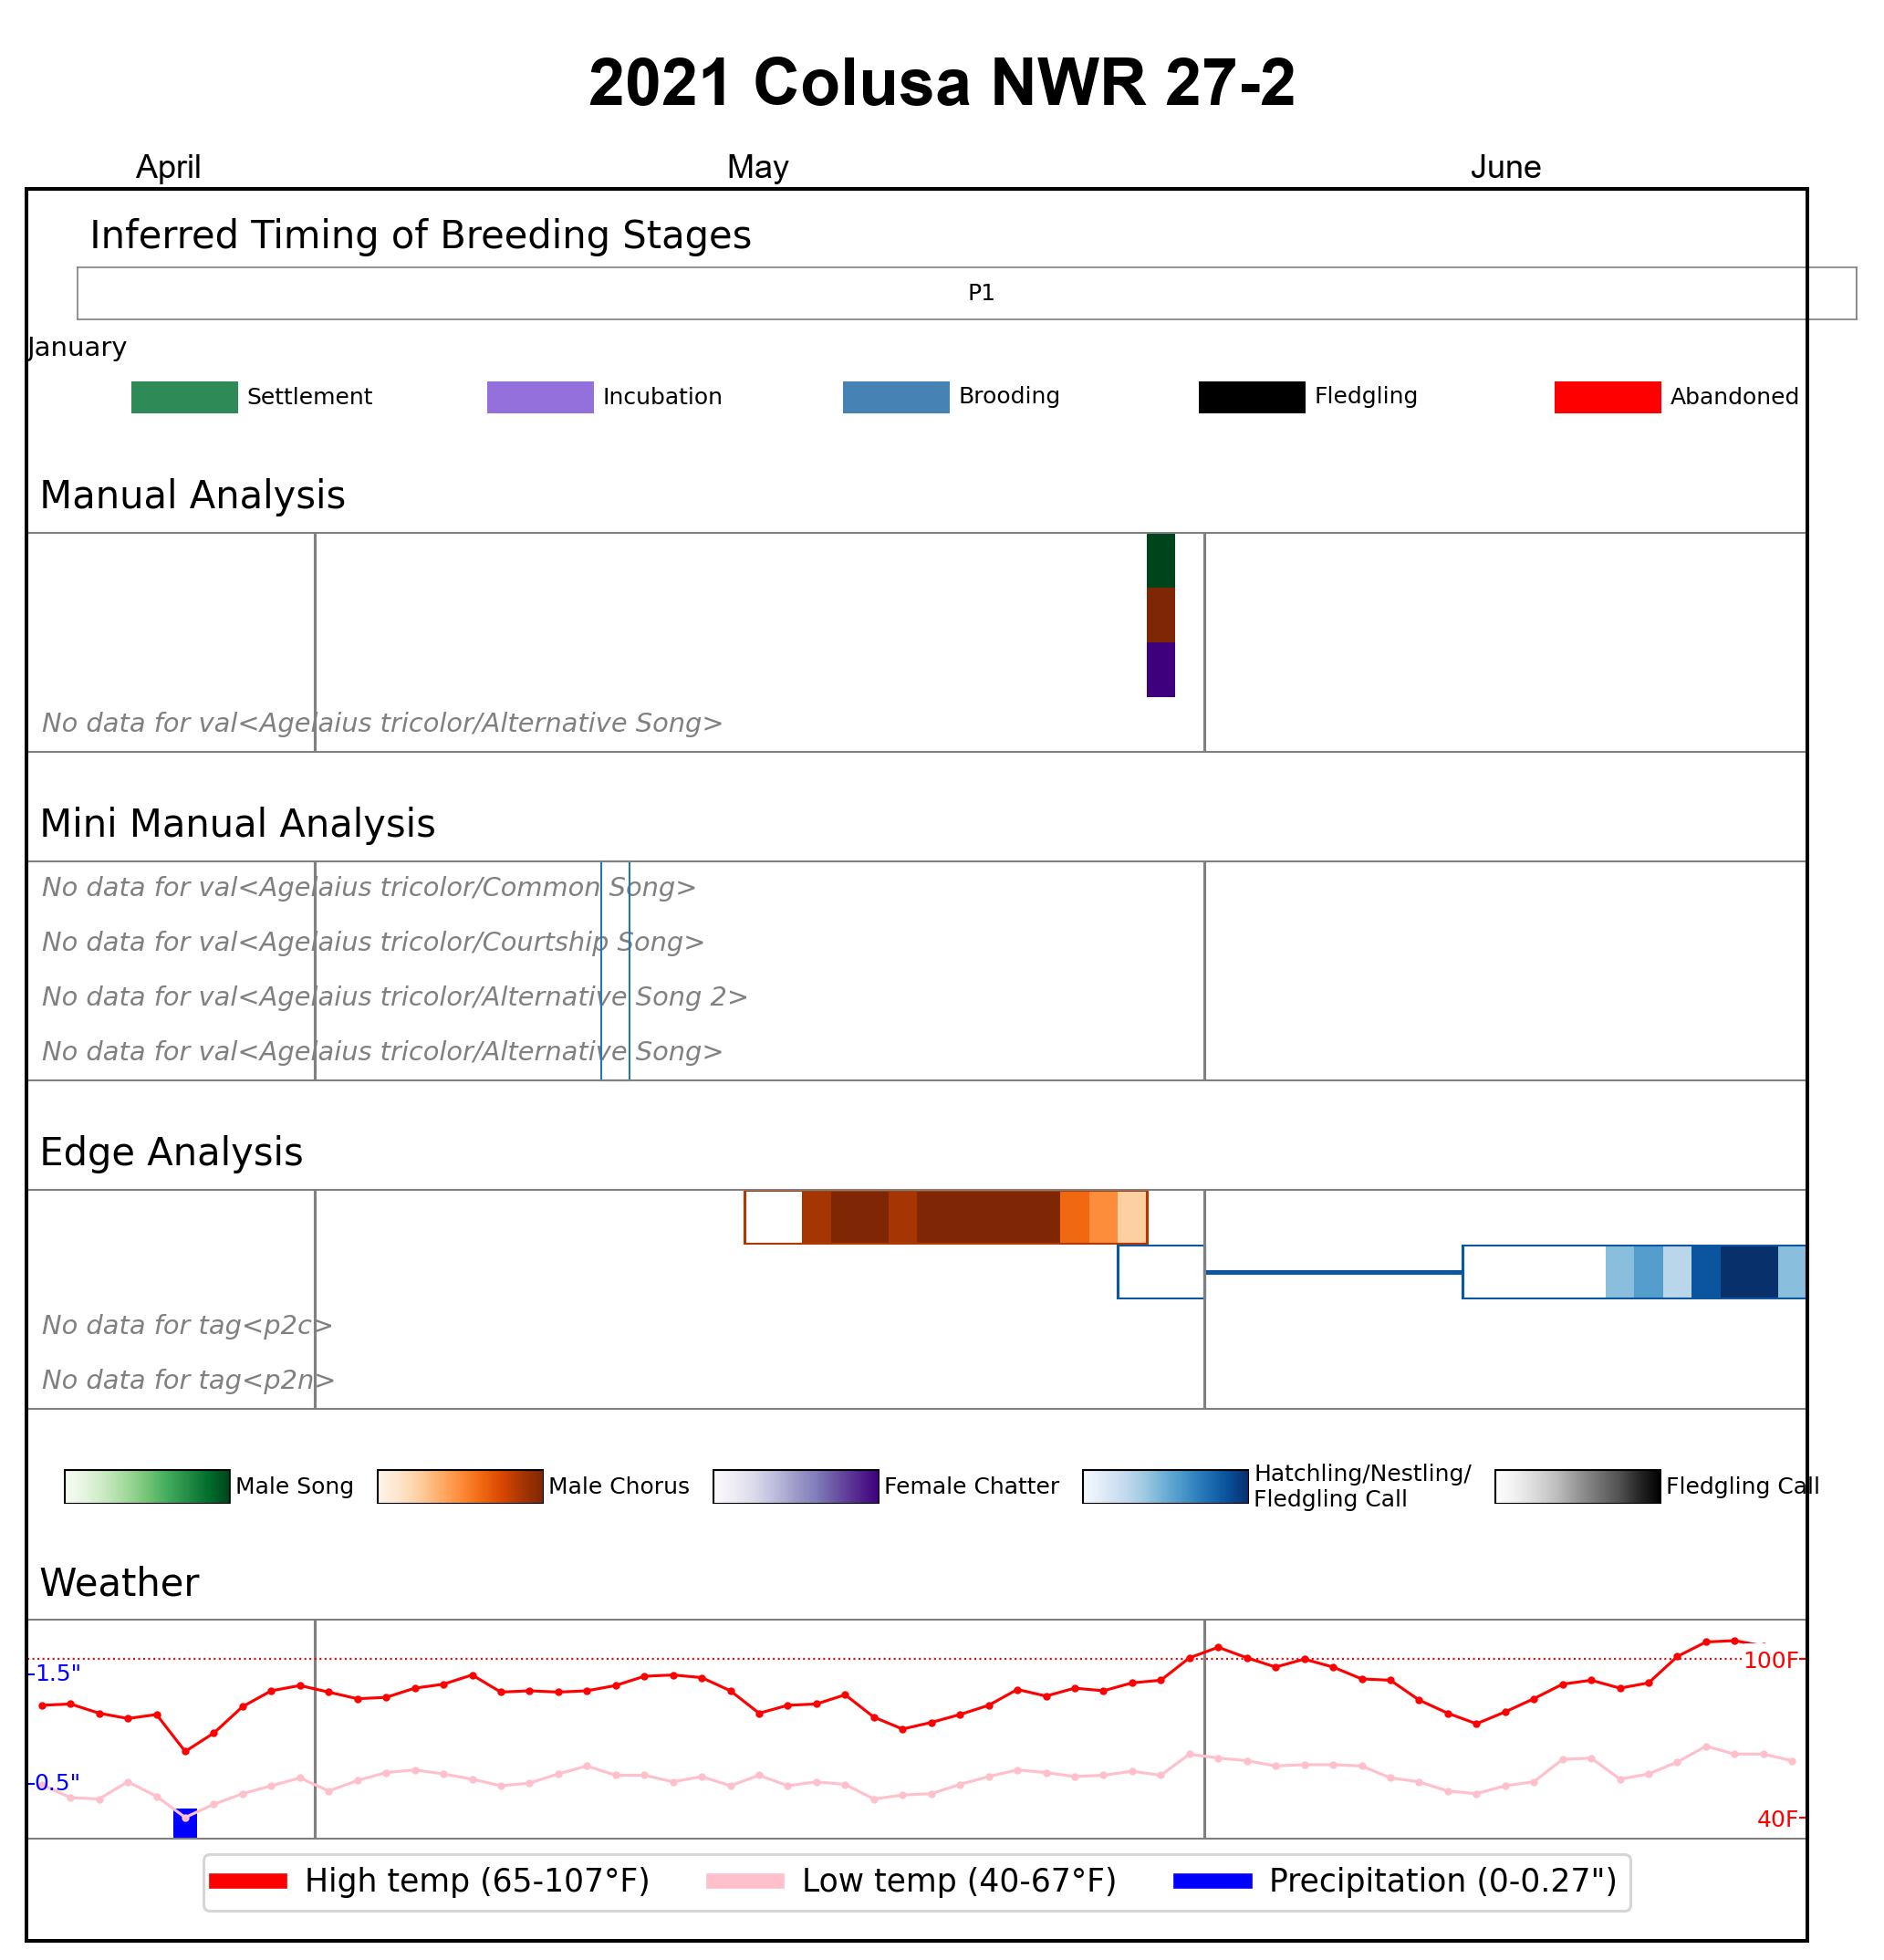 2021 Colusa NWR 27-2
April May June
Inferred Timing of Breeding Stages
P1
January
Settlement Incubation Brooding Fledgling Abandoned
Manual Analysis
No data for val<Agelaius tricolor/Alternative Song>
Mini Manual Analysis
No data for val<Agelaius tricolor/Common Song>
No data for val<Agelaius tricolor/Courtship Song>
No data for val<Agelaius tricolor/Alternative Song 2>
No data for val<Agelaius tricolor/Alternative Song>
Edge Analysis
No data for tag<p2c>
No data for tag<p2n>
Male Song Male Chorus Female Chatter Hatchling/Nestling/
Fledgling Call Fledgling Call
Weather
1.5" 100F
0.5" 40F
High temp (65-107°F) Low temp (40-67°F) Precipitation (0-0.27")